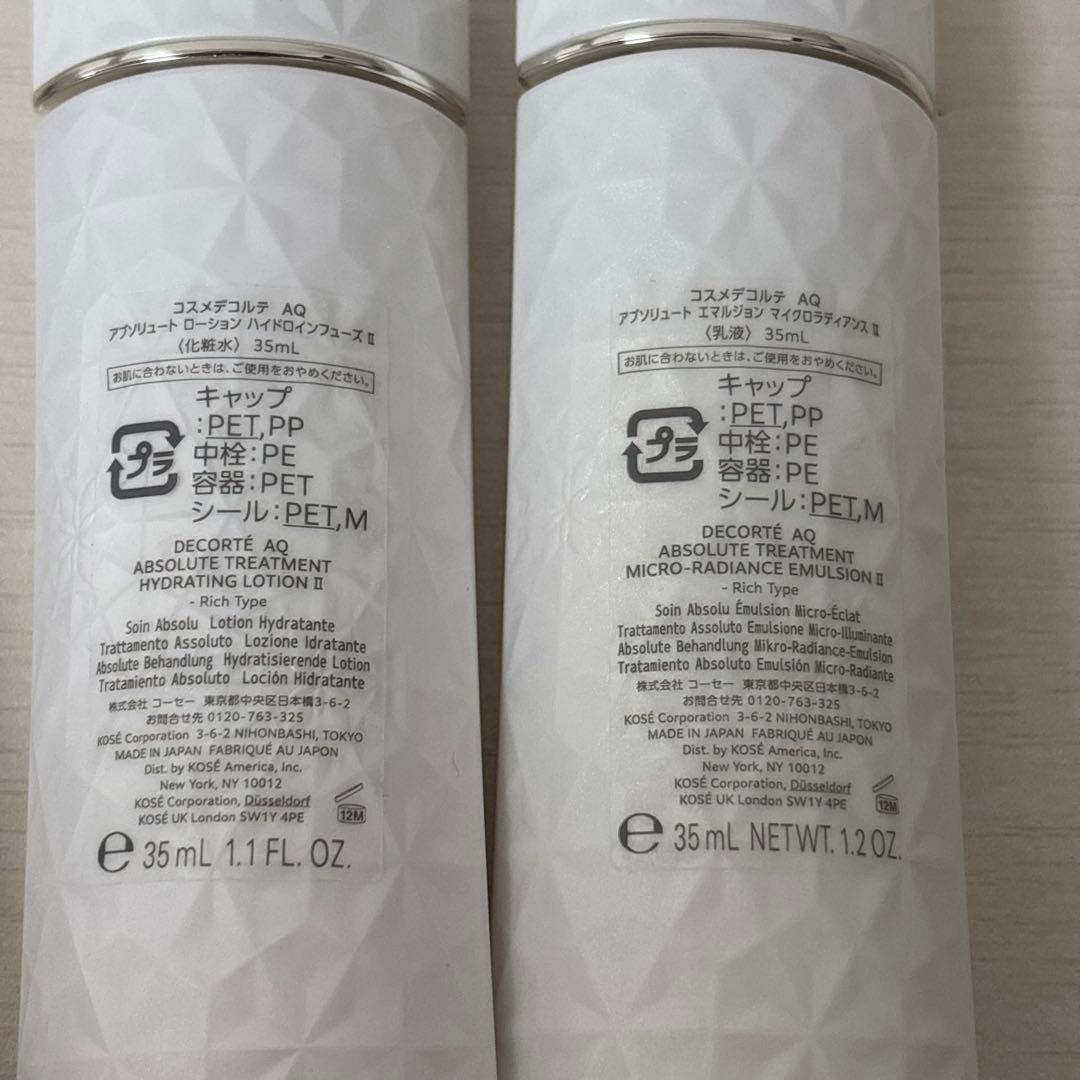 コスメデコルテ AQ
アブソリュート ローション ハイドロインフューズ II
〈化粧水〉 35mL
お肌に合わないときは、ご使用をおやめください。
プラ
キャップ
:PET,PP
中栓:PE
容器:PET
シール:PET,M
DECORTÉ AQ
ABSOLUTE TREATMENT
HYDRATING LOTION II
- Rich Type
Soin Absolu Lotion Hydratante
Trattamento Assoluto Lozione Idratante
Absolute Behandlung Hydratisierende Lotion
Tratamiento Absoluto Loción Hidratante
株式会社 コーセー 東京都中央区日本橋3-6-2
お問合せ先 0120-763-325
KOSÉ Corporation 3-6-2 NIHONBASHI, TOKYO
MADE IN JAPAN FABRIQUÉ AU JAPON
Dist. by KOSÉ America, Inc.
New York, NY 10012
KOSÉ Corporation, Düsseldorf
KOSÉ UK London SW1Y 4PE
12M
e 35 mL 1.1 FL. OZ.
コスメデコルテ AQ
アブソリュート エマルジョン マイクロラディアンス II
〈乳液〉 35mL
お肌に合わないときは、ご使用をおやめください。
プラ
キャップ
:PET,PP
中栓:PE
容器:PE
シール:PET,M
DECORTÉ AQ
ABSOLUTE TREATMENT
MICRO-RADIANCE EMULSION II
- Rich Type
Soin Absolu Émulsion Micro-Éclat
Trattamento Assoluto Emulsione Micro-Illuminante
Absolute Behandlung Mikro-Radiance-Emulsion
Tratamiento Absoluto Emulsión Micro-Radiante
株式会社 コーセー 東京都中央区日本橋3-6-2
お問合せ先 0120-763-325
KOSÉ Corporation 3-6-2 NIHONBASHI, TOKYO
MADE IN JAPAN FABRIQUÉ AU JAPON
Dist. by KOSÉ America, Inc.
New York, NY 10012
KOSÉ Corporation, Düsseldorf
KOSÉ UK London SW1Y 4PE
12M
e 35 mL NETWT. 1.2 OZ.